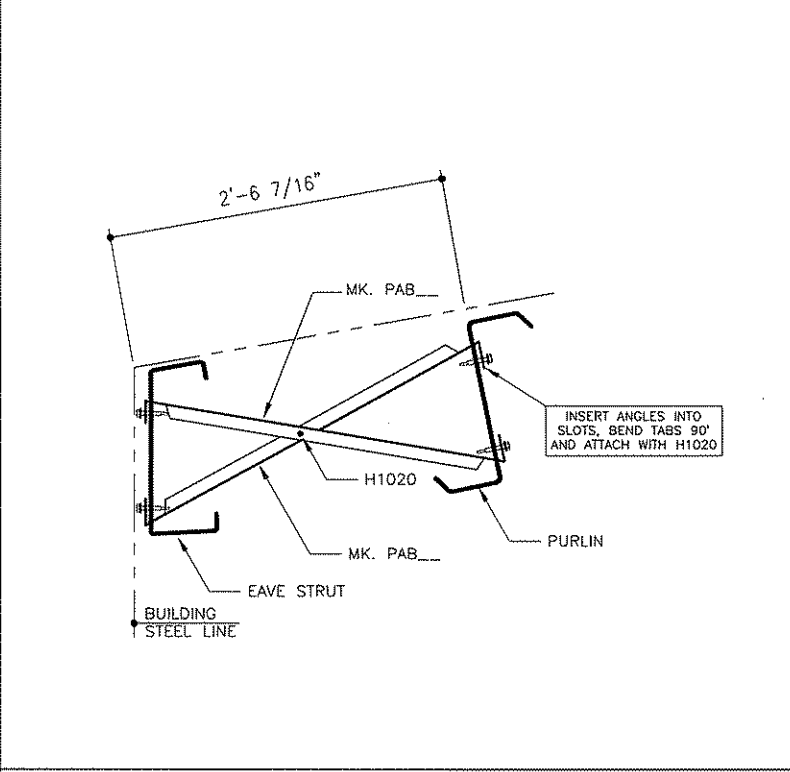 2'-6 7/16"
MK. PAB__
INSERT ANGLES INTO
SLOTS, BEND TABS 90'
AND ATTACH WITH H1020
H1020
PURLIN
MK. PAB__
EAVE STRUT
BUILDING
STEEL LINE